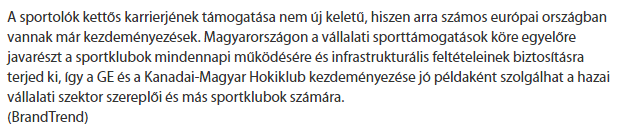 A sportolók kettős karrierjének támogatása nem új keletű, hiszen arra számos európai országban
vannak már kezdeményezések. Magyarországon a vállalati sporttámogatások köre egyelőre
javarészt a sportklubok mindennapi működésére és infrastrukturális feltételeinek biztosításra
terjed ki, így a GE és a Kanadai-Magyar Hokiklub kezdeményezése jó példaként szolgálhat a hazai
vállalati szektor szereplői és más sportklubok számára.
(BrandTrend)